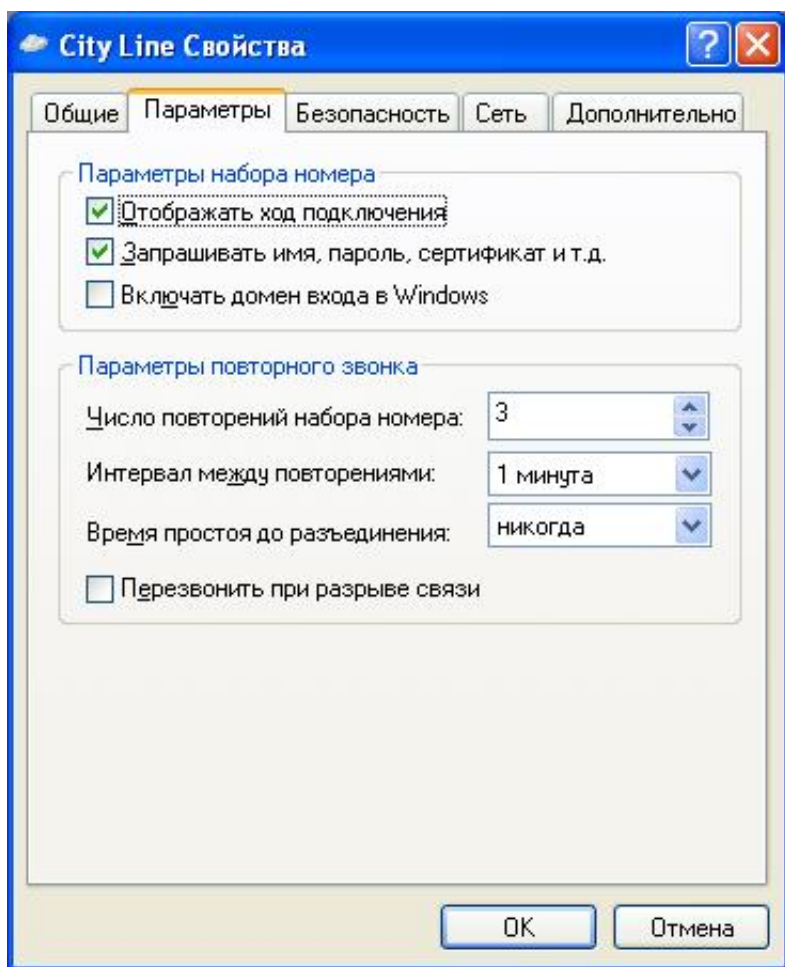 City Line Свойства
Общие Параметры Безопасность Сеть Дополнительно
Параметры набора номера
Отображать ход подключения
Запрашивать имя, пароль, сертификат и т.д.
Включать домен входа в Windows
Параметры повторного звонка
Число повторений набора номера: 3
Интервал между повторениями: 1 минута
Время простоя до разъединения: никогда
Перезвонить при разрыве связи
OK Отмена